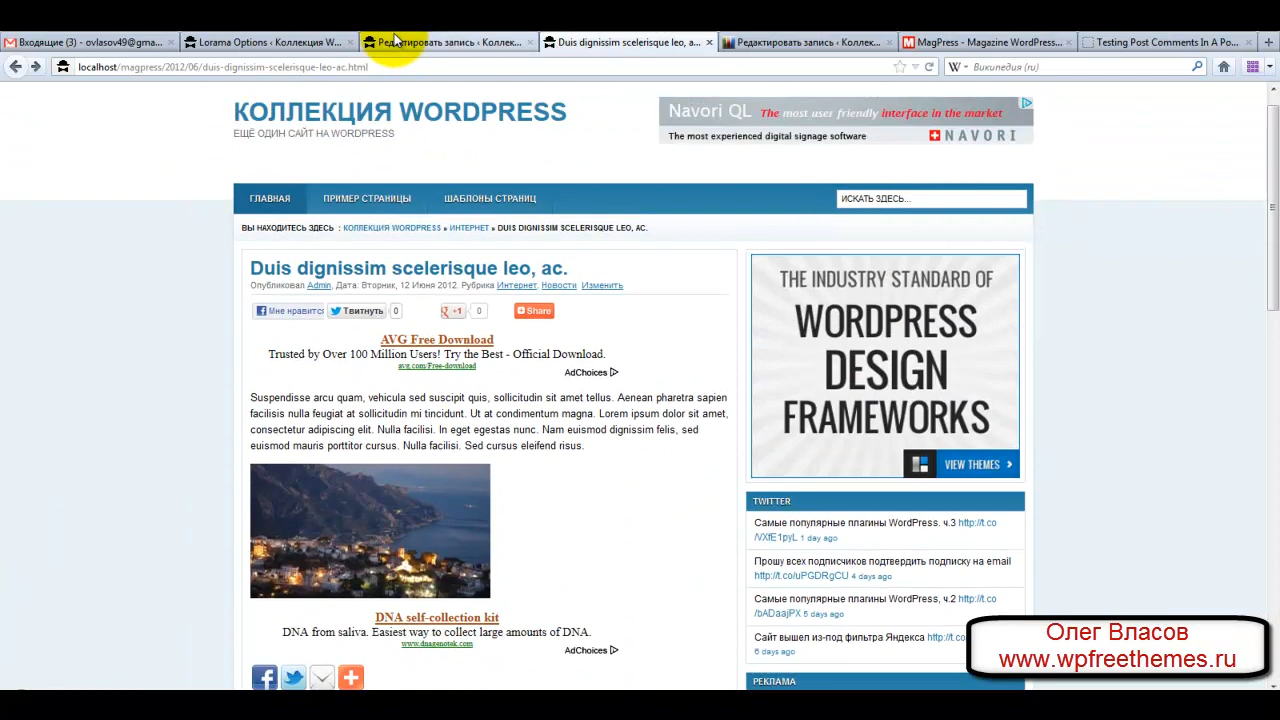 Входящие (3) - ovlasov49@gma...
Lorama Options ‹ Коллекция W...
Редактировать запись ‹ Коллек...
Duis dignissim scelerisque leo, a...
Редактировать запись ‹ Коллек...
MagPress - Magazine WordPress...
Testing Post Comments In A Po...
localhost/magpress/2012/06/duis-dignissim-scelerisque-leo-ac.html
Википедия (ru)
КОЛЛЕКЦИЯ WORDPRESS
ЕЩЁ ОДИН САЙТ НА WORDPRESS
Navori QL The most user friendly interface in the market
The most experienced digital signage software
NAVORI
ГЛАВНАЯ ПРИМЕР СТРАНИЦЫ ШАБЛОНЫ СТРАНИЦ
ИСКАТЬ ЗДЕСЬ...
ВЫ НАХОДИТЕСЬ ЗДЕСЬ : КОЛЛЕКЦИЯ WORDPRESS » ИНТЕРНЕТ » DUIS DIGNISSIM SCELERISQUE LEO, AC.
Duis dignissim scelerisque leo, ac.
Опубликовал Admin, Дата: Вторник, 12 Июня 2012. Рубрика Интернет, Новости Изменить
Мне нравится Твитнуть 0 +1 0 Share
AVG Free Download
Trusted by Over 100 Million Users! Try the Best - Official Download.
avg.com/Free-download
AdChoices
Suspendisse arcu quam, vehicula sed suscipit quis, sollicitudin sit amet tellus. Aenean pharetra sapien
facilisis nulla feugiat at sollicitudin mi tincidunt. Ut at condimentum magna. Lorem ipsum dolor sit amet,
consectetur adipiscing elit. Nulla facilisi. In eget egestas nunc. Nam euismod dignissim felis, sed
euismod mauris porttitor cursus. Nulla facilisi. Sed cursus eleifend risus.
DNA self-collection kit
DNA from saliva. Easiest way to collect large amounts of DNA.
www.dnagenotek.com
AdChoices
THE INDUSTRY STANDARD OF
WORDPRESS
DESIGN
FRAMEWORKS
VIEW THEMES
TWITTER
Самые популярные плагины WordPress. ч.3 http://t.co
/VXfE1pyL 1 day ago
Прошу всех подписчиков подтвердить подписку на email
http://t.co/uPGDRgCU 4 days ago
Самые популярные плагины WordPress, ч.2 http://t.co
/bADaajPX 5 days ago
Сайт вышел из-под фильтра Яндекса http://t.co
6 days ago
РЕКЛАМА
Олег Власов
www.wpfreethemes.ru